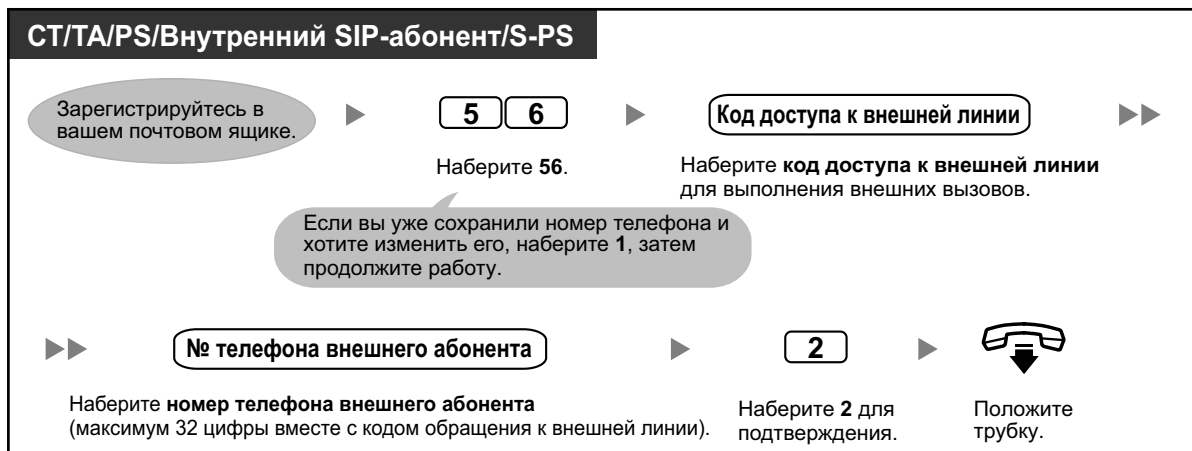 CT/TA/PS/Внутренний SIP-абонент/S-PS
Зарегистрируйтесь в
вашем почтовом ящике.
5 6
Код доступа к внешней линии
Наберите 56.
Наберите код доступа к внешней линии
для выполнения внешних вызовов.
Если вы уже сохранили номер телефона и
хотите изменить его, наберите 1, затем
продолжите работу.
№ телефона внешнего абонента
2
Наберите номер телефона внешнего абонента
(максимум 32 цифры вместе с кодом обращения к внешней линии).
Наберите 2 для
подтверждения.
Положите
трубку.